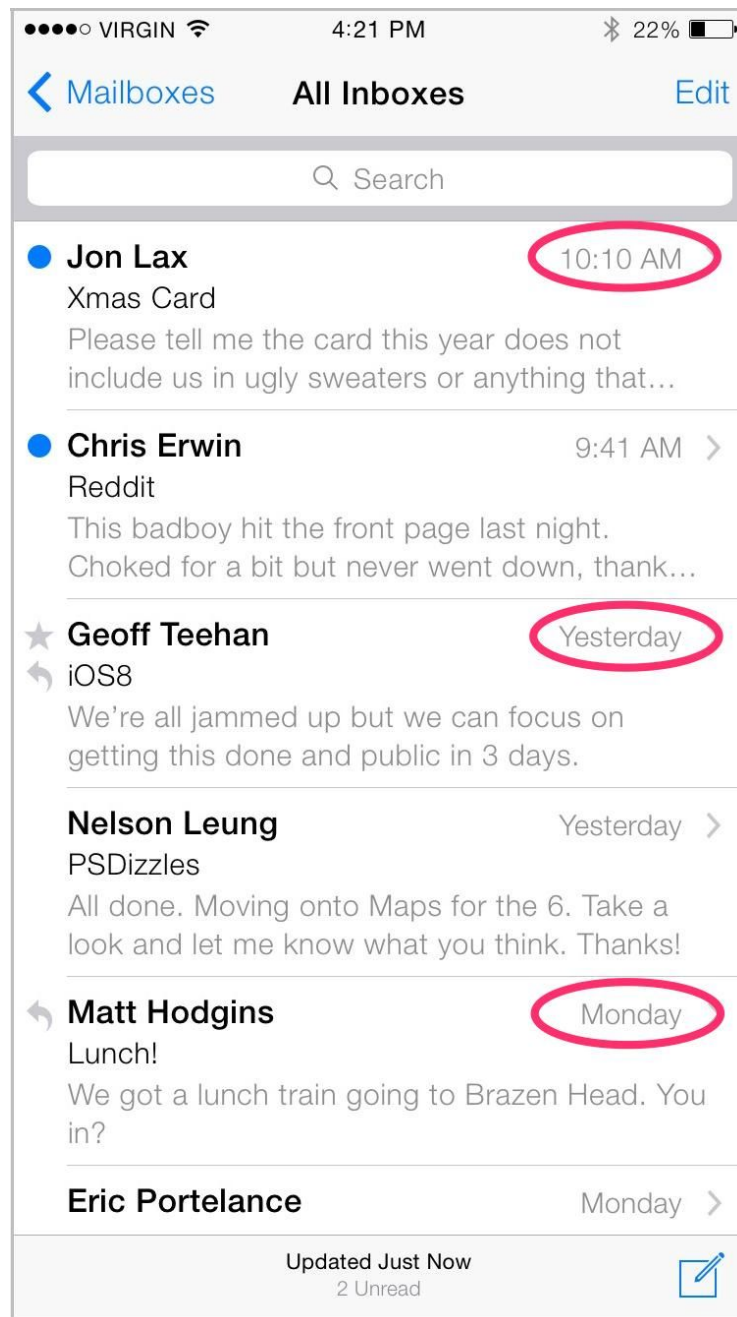 VIRGIN 4:21 PM 22%
Mailboxes All Inboxes Edit
Search
Jon Lax 10:10 AM
Xmas Card
Please tell me the card this year does not
include us in ugly sweaters or anything that...
Chris Erwin 9:41 AM
Reddit
This badboy hit the front page last night.
Choked for a bit but never went down, thank...
Geoff Teehan Yesterday
iOS8
We’re all jammed up but we can focus on
getting this done and public in 3 days.
Nelson Leung Yesterday
PSDizzles
All done. Moving onto Maps for the 6. Take a
look and let me know what you think. Thanks!
Matt Hodgins Monday
Lunch!
We got a lunch train going to Brazen Head. You
in?
Eric Portelance Monday
Updated Just Now
2 Unread